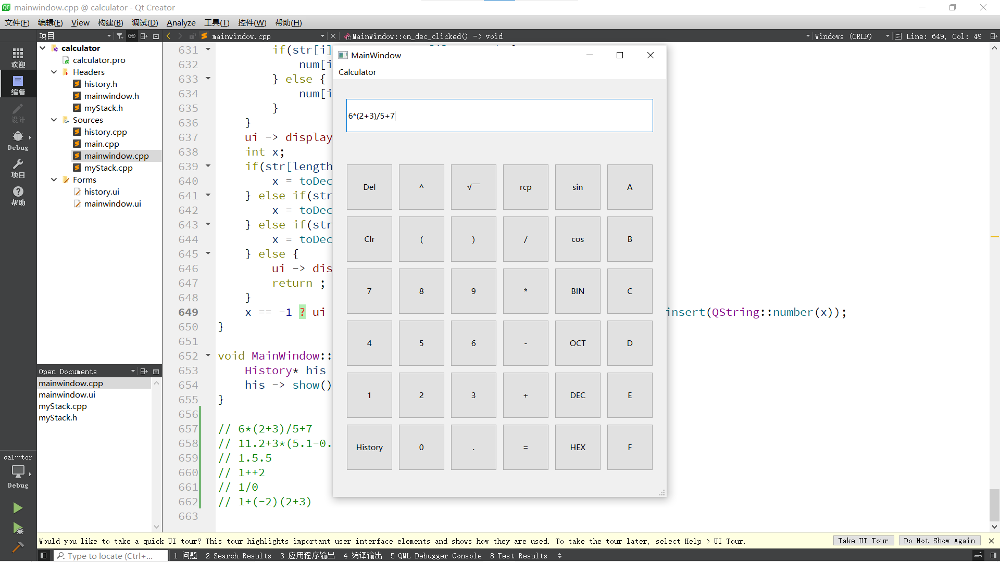 mainwindow.cpp @ calculator - Qt Creator
文件(F) 编辑(E) View 构建(B) 调试(D) Analyze 工具(T) 控件(W) 帮助(H)
项目
mainwindow.cpp
MainWindow::on_dec_clicked() -> void
Windows (CRLF)
Line: 649, Col: 49
欢迎
编辑
设计
Debug
项目
帮助
cal···tor
Debug
calculator
calculator.pro
Headers
history.h
mainwindow.h
myStack.h
Sources
history.cpp
main.cpp
mainwindow.cpp
myStack.cpp
Forms
history.ui
mainwindow.ui
Open Documents
mainwindow.cpp
mainwindow.ui
myStack.cpp
myStack.h
631 if(str[i]
632 num[i
633 } else {
634 num[i
635 }
636 }
637 ui -> display
638 int x;
639 if(str[length
640 x = toDec
641 } else if(str
642 x = toDec
643 } else if(str
644 x = toDec
645 } else {
646 ui -> dis
647 return ;
648 }
649 x == -1 ? ui insert(QString::number(x));
650 }
651
652 void MainWindow::
653 History* his
654 his -> show()
655 }
656
657 // 6*(2+3)/5+7
658 // 11.2+3*(5.1-0.
659 // 1.5.5
660 // 1++2
661 // 1/0
662 // 1+(-2)(2+3)
663
MainWindow
Calculator
6*(2+3)/5+7
Del ^ √¯ rcp sin A
Clr ( ) / cos B
7 8 9 * BIN C
4 5 6 - OCT D
1 2 3 + DEC E
History 0 . = HEX F
Would you like to take a quick UI tour? This tour highlights important user interface elements and shows how they are used. To take the tour later, select Help > UI Tour.
Take UI Tour
Do Not Show Again
Type to locate (Ctrl+...
1 问题 2 Search Results 3 应用程序输出 4 编译输出 5 QML Debugger Console 8 Test Results